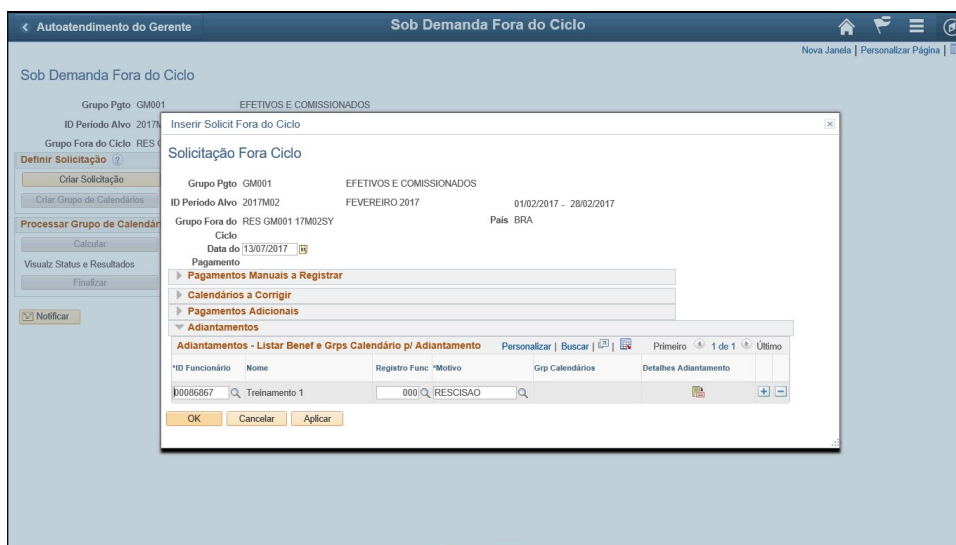 Autoatendimento do Gerente
Sob Demanda Fora do Ciclo
Nova Janela | Personalizar Página |
Sob Demanda Fora do Ciclo
Grupo Pgto GM001 EFETIVOS E COMISSIONADOS
ID Periodo Alvo 2017M
Grupo Fora do Ciclo RES
Definir Solicitação ?
Criar Solicitação
Criar Grupo de Calendários
Processar Grupo de Calendár
Calcular
Visualz Status e Resultados
Finalizar
Notificar
Inserir Solicit Fora do Ciclo
Solicitação Fora Ciclo
Grupo Pgto GM001 EFETIVOS E COMISSIONADOS
ID Periodo Alvo 2017M02 FEVEREIRO 2017 01/02/2017 - 28/02/2017
Grupo Fora do Ciclo RES GM001 17M02SY País BRA
Data do Pagamento 13/07/2017
Pagamentos Manuais a Registrar
Calendários a Corrigir
Pagamentos Adicionais
Adiantamentos
Adiantamentos - Listar Benef e Grps Calendário p/ Adiantamento Personalizar | Buscar | | Primeiro 1 de 1 Último
*ID Funcionário Nome Registro Func *Motivo Grp Calendários Detalhes Adiantamento
00086867 Treinamento 1 000 RESCISAO
OK Cancelar Aplicar